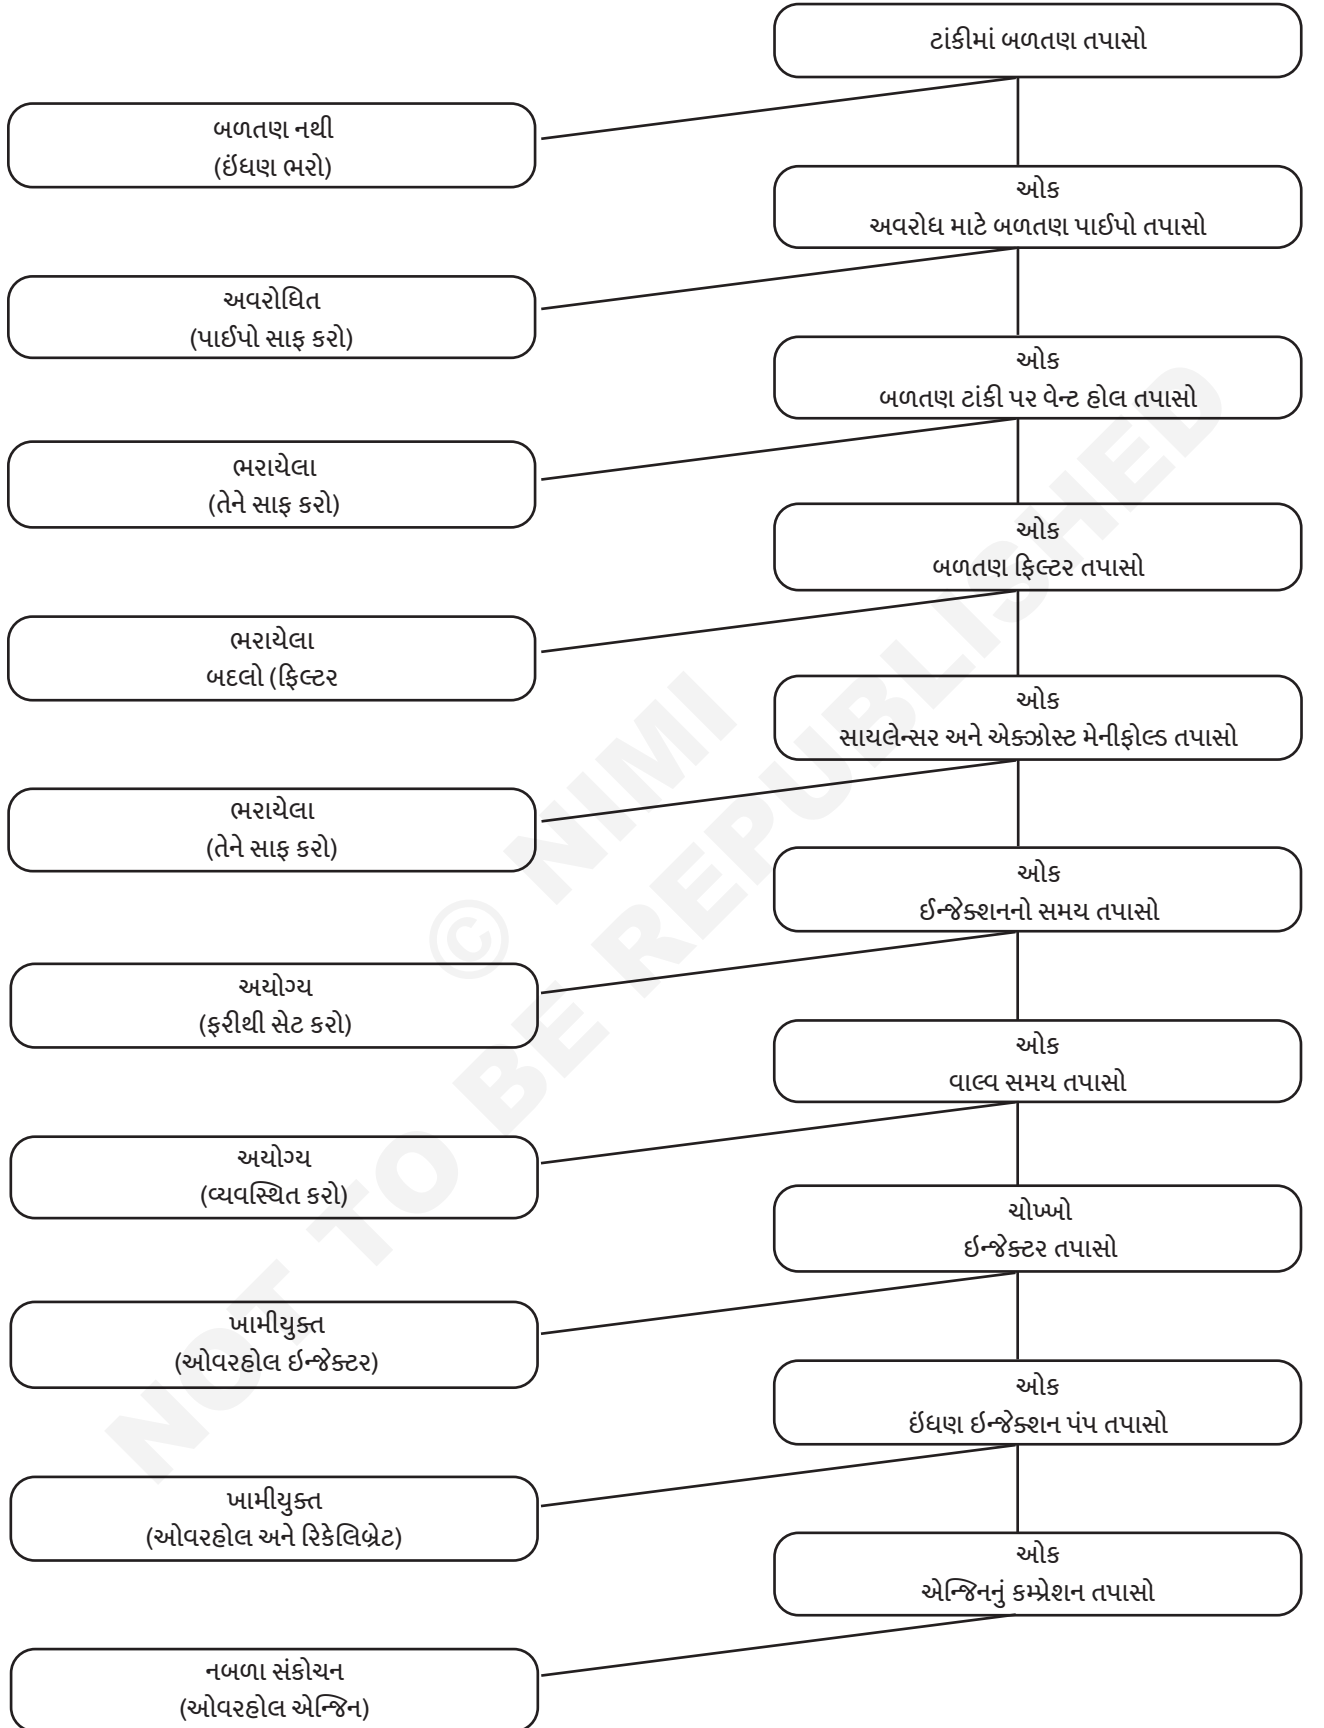 ટાંકીમાં બળતણ તપાસો
બળતણ નથી
(ઇંધણ ભરો)
ઓક
અવરોધ માટે બળતણ પાઈપો તપાસો
અવરોધિત
(પાઈપો સાફ કરો)
ઓક
બળતણ ટાંકી પર વેન્ટ હોલ તપાસો
ભરાયેલા
(તેને સાફ કરો)
ઓક
બળતણ ફિલ્ટર તપાસો
ભરાયેલા
બદલો (ફિલ્ટર
ઓક
સાયલેન્સર અને એક્ઝોસ્ટ મેનીફોલ્ડ તપાસો
ભરાયેલા
(તેને સાફ કરો)
ઓક
ઈન્જેક્શનનો સમય તપાસો
અયોગ્ય
(ફરીથી સેટ કરો)
ઓક
વાલ્વ સમય તપાસો
અયોગ્ય
(વ્યવસ્થિત કરો)
ચોખ્ખો
ઇન્જેક્ટર તપાસો
ખામીયુક્ત
(ઓવરહોલ ઇન્જેક્ટર)
ઓક
ઇંધણ ઇન્જેક્શન પંપ તપાસો
ખામીયુક્ત
(ઓવરહોલ અને રિકેલિબ્રેટ)
ઓક
એન્જિનનું કમ્પ્રેશન તપાસો
નબળા સંકોચન
(ઓવરહોલ એન્જિન)
© NIMI
NOT TO BE REPUBLISHED